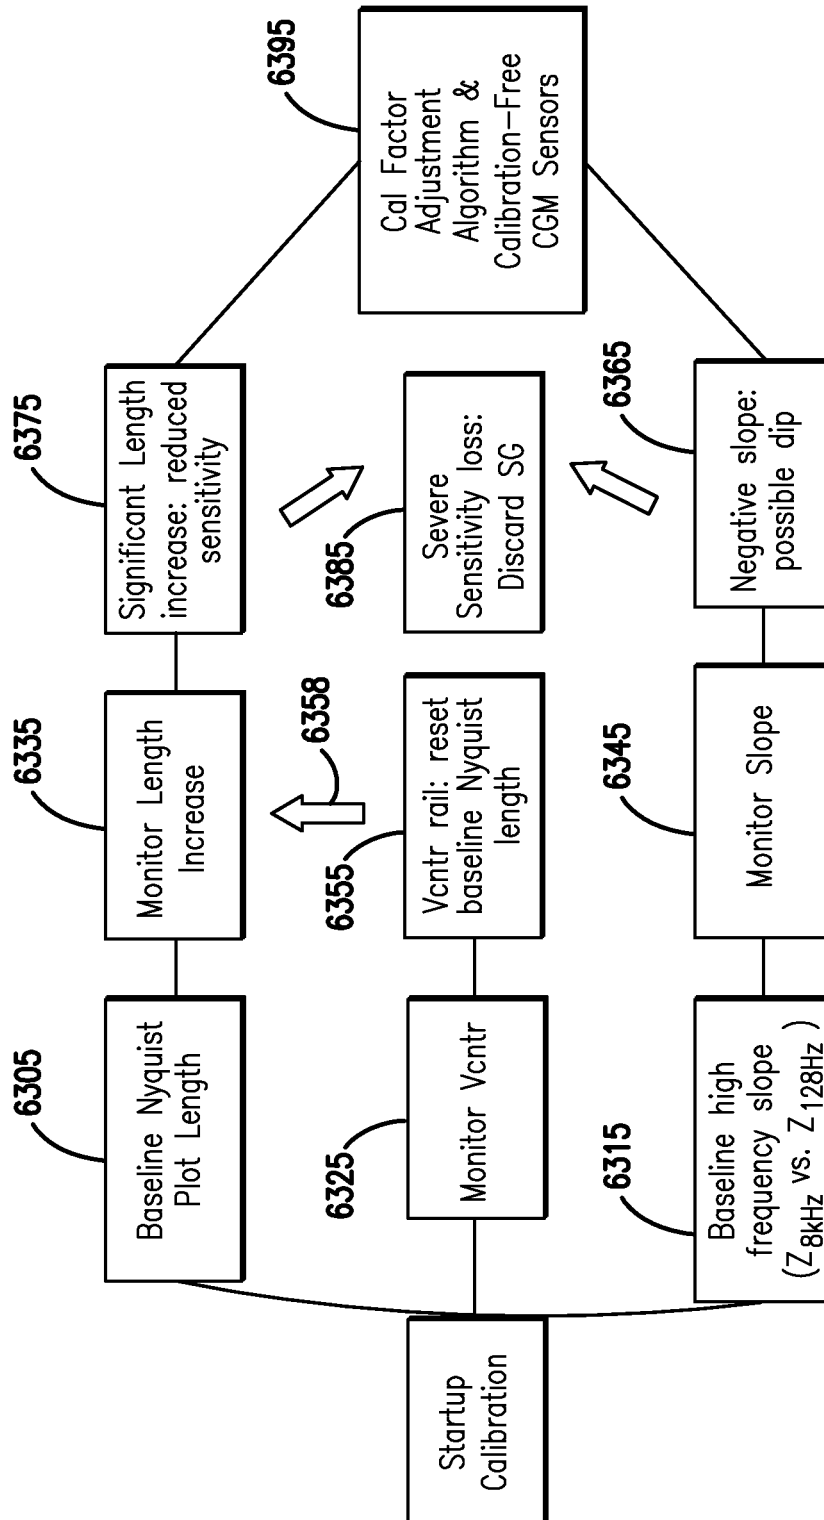 Startup
Calibration
6305
Baseline Nyquist
Plot Length
6335
Monitor Length
Increase
6375
Significant Length
increase: reduced
sensitivity
6325
Monitor Vcntr
6355
Vcntr rail: reset
baseline Nyquist
length
6358
6385
Severe
Sensitivity loss:
Discard SG
6315
Baseline high
frequency slope
(Z8kHz vs. Z128Hz)
6345
Monitor Slope
6365
Negative slope:
possible dip
6395
Cal Factor
Adjustment
Algorithm &
Calibration-Free
CGM Sensors